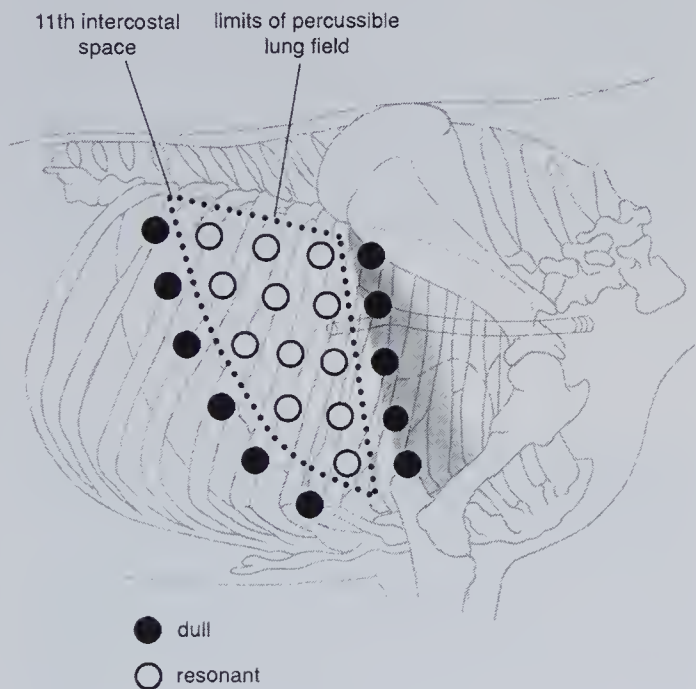 11th intercostal
space
limits of percussible
lung field
dull
resonant